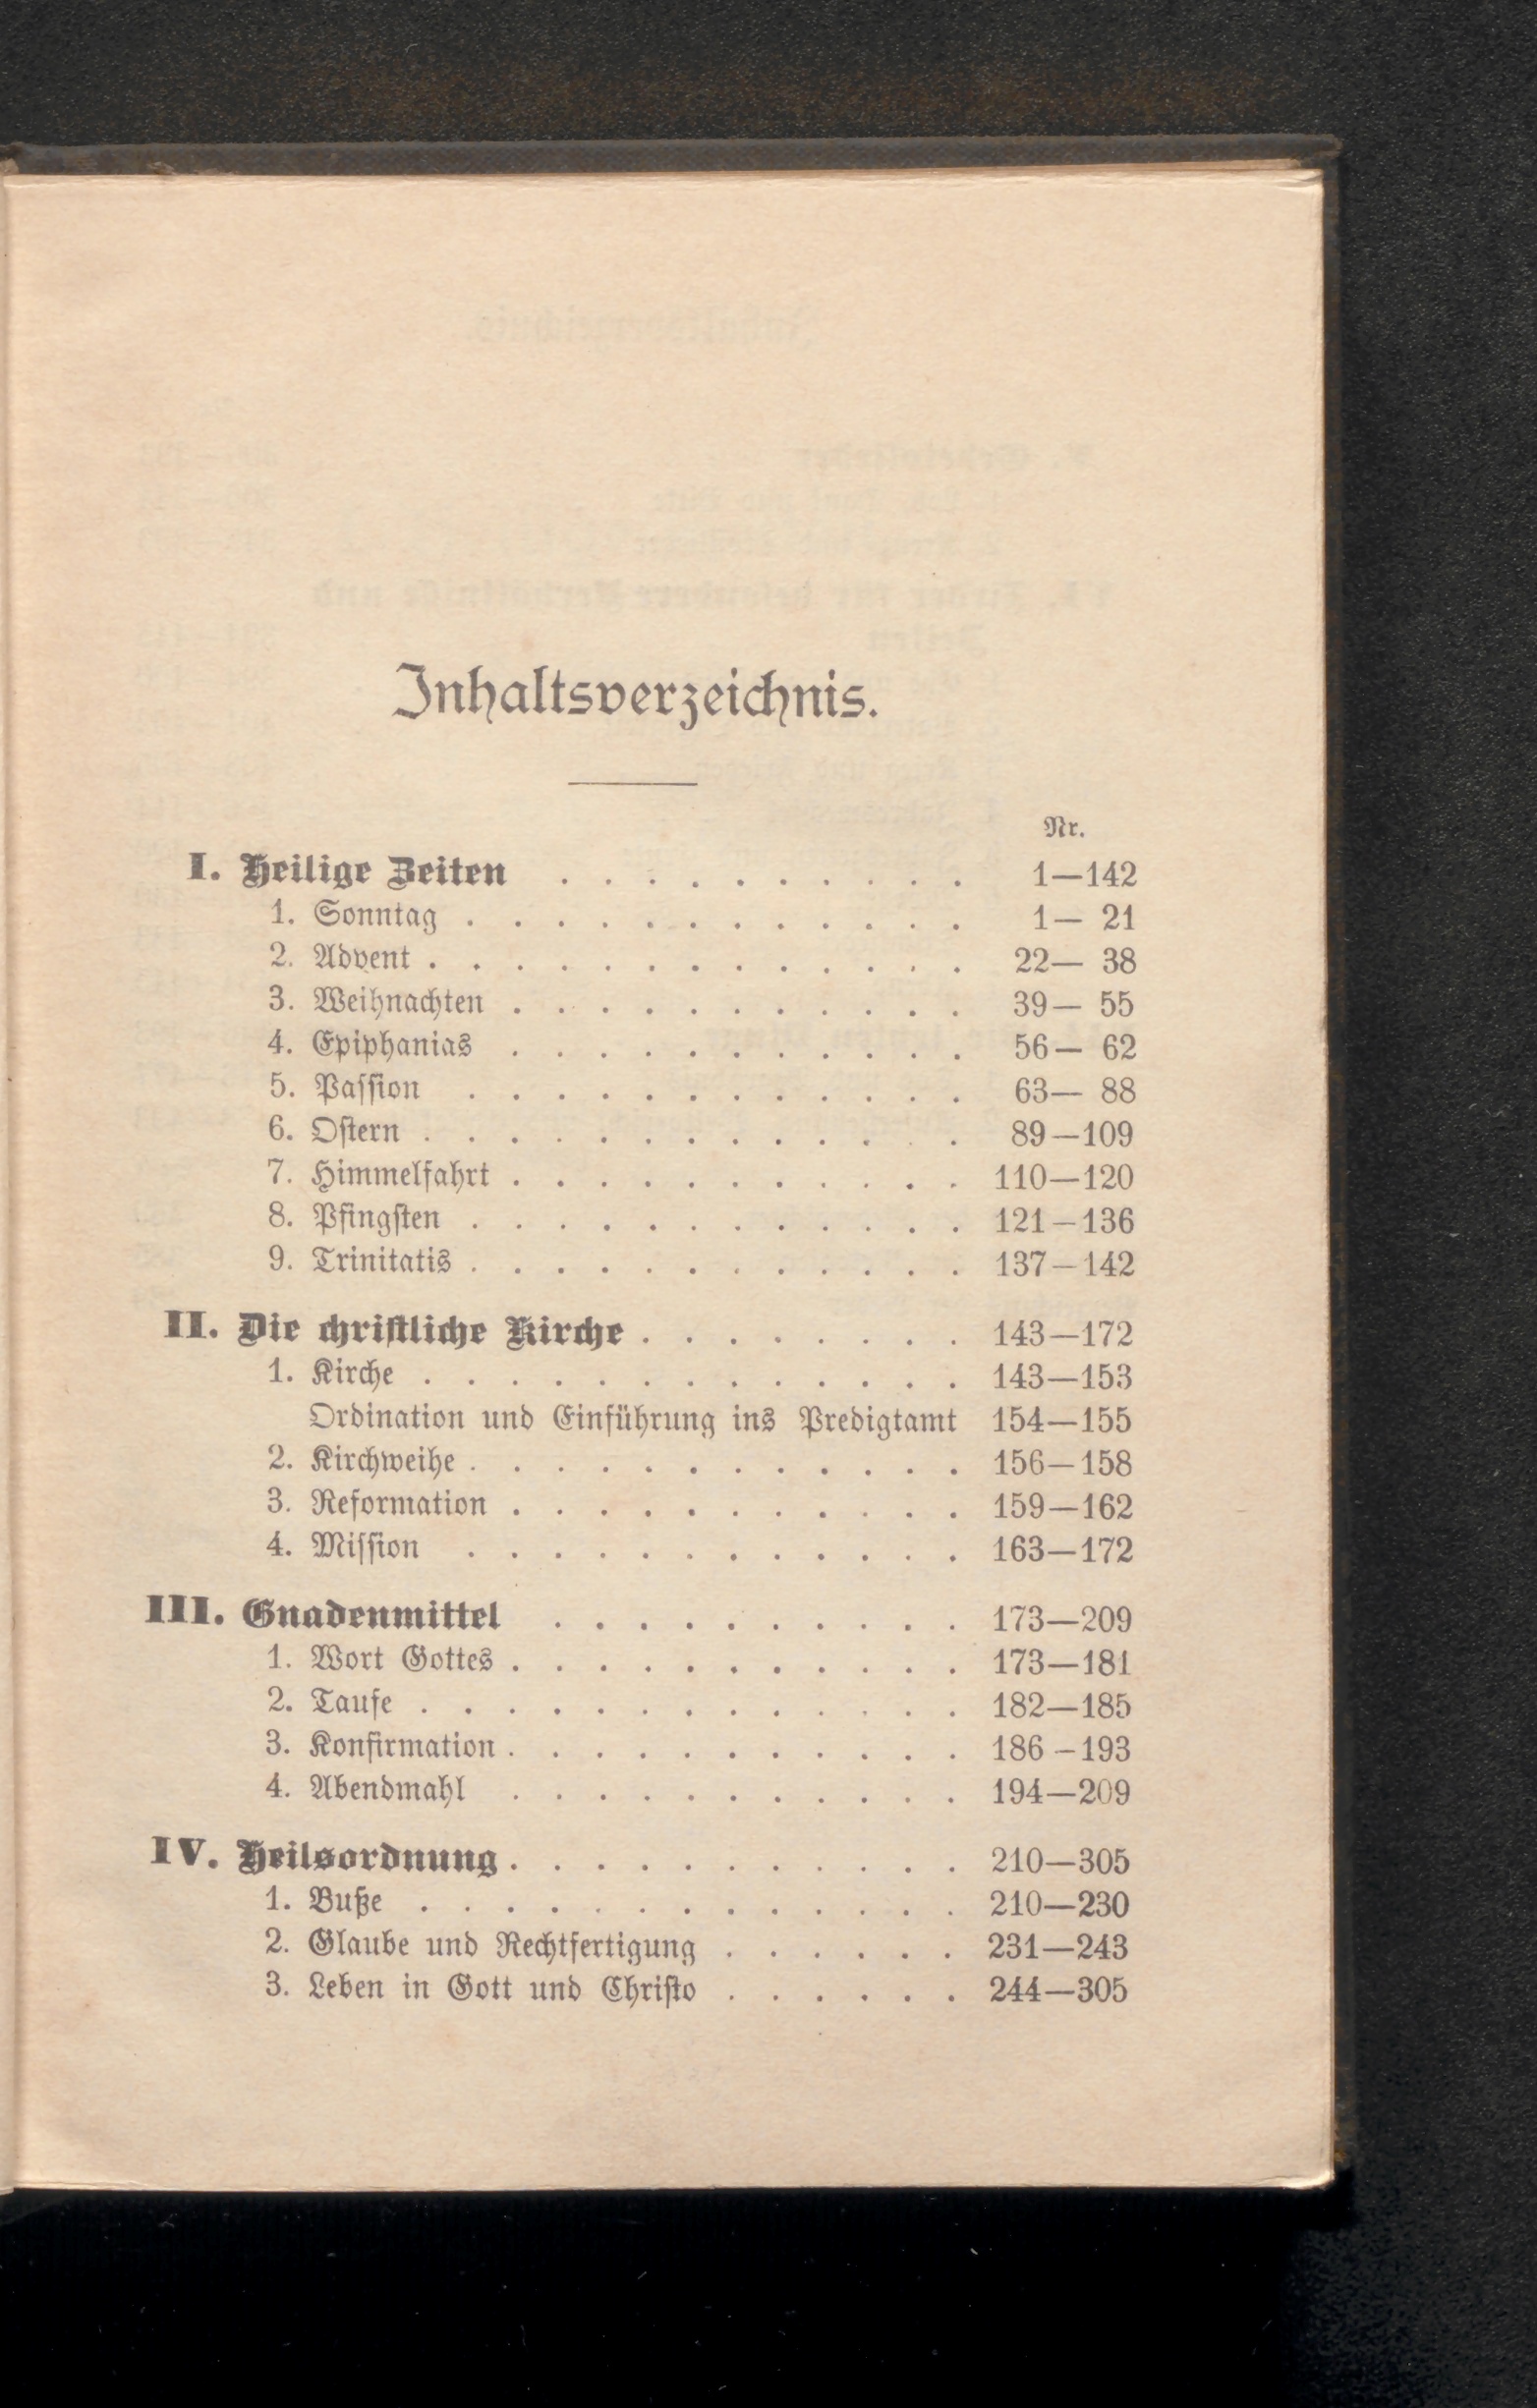 Inhaltsverzeichnis.
Nr.
I. Heilige Zeiten . . . . . . . . . . 1—142
1. Sonntag . . . . . . . . . . . . 1— 21
2. Advent . . . . . . . . . . . . . 22— 38
3. Weihnachten . . . . . . . . . . . 39— 55
4. Epiphanias . . . . . . . . . . . 56— 62
5. Paſſion . . . . . . . . . . . . 63— 88
6. Oſtern . . . . . . . . . . . . . 89—109
7. Himmelfahrt . . . . . . . . . . . 110—120
8. Pfingſten . . . . . . . . . . . . 121—136
9. Trinitatis . . . . . . . . . . . . 137—142
II. Die chriſtliche Kirche . . . . . . . . 143—172
1. Kirche . . . . . . . . . . . . . 143—153
Ordination und Einführung ins Predigtamt 154—155
2. Kirchweihe . . . . . . . . . . . . 156—158
3. Reformation . . . . . . . . . . . 159—162
4. Miſſion . . . . . . . . . . . . 163—172
III. Gnadenmittel . . . . . . . . . . 173—209
1. Wort Gottes . . . . . . . . . . . 173—181
2. Taufe . . . . . . . . . . . . . 182—185
3. Konfirmation . . . . . . . . . . . 186—193
4. Abendmahl . . . . . . . . . . . 194—209
IV. Heilsordnung . . . . . . . . . . . 210—305
1. Buße . . . . . . . . . . . . . 210—230
2. Glaube und Rechtfertigung . . . . . . 231—243
3. Leben in Gott und Chriſto . . . . . . 244—305